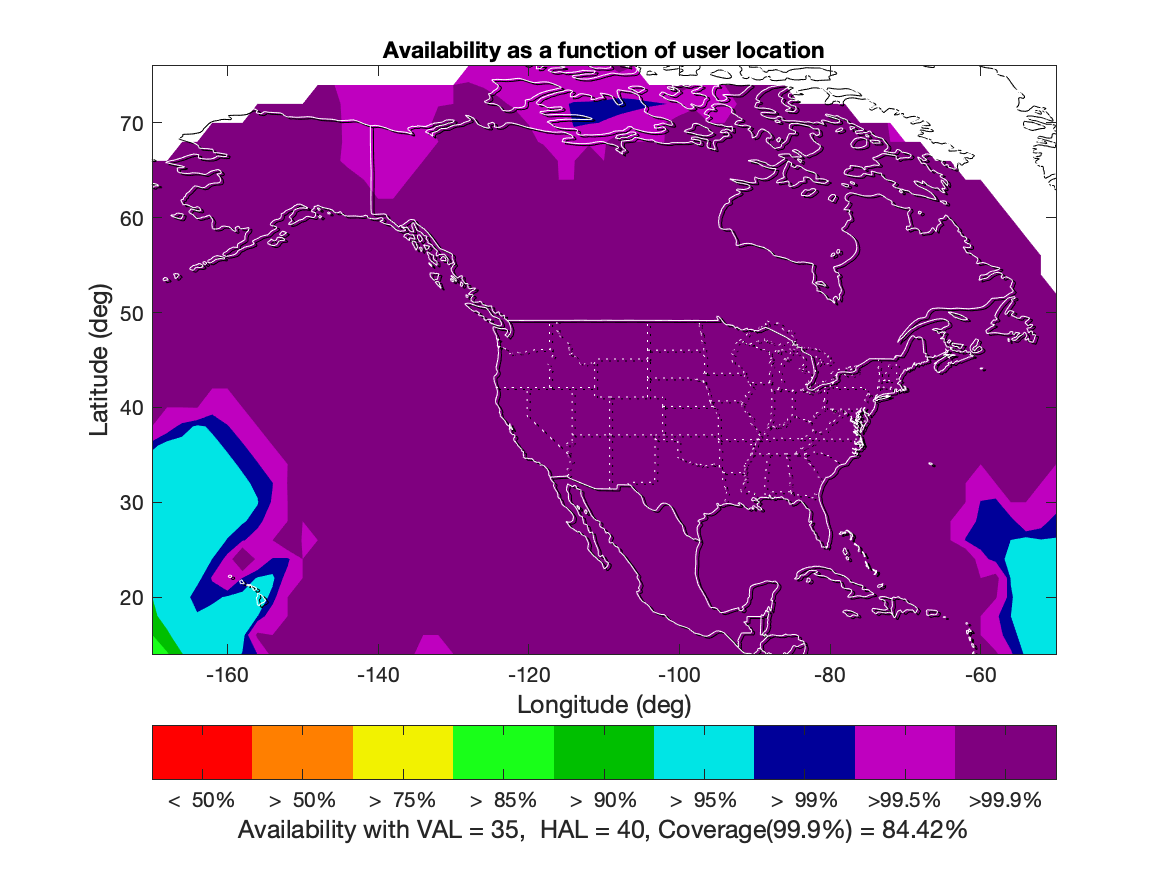 Availability as a function of user location
70
60
50
40
30
20
Latitude (deg)
-160 -140 -120 -100 -80 -60
Longitude (deg)
< 50% > 50% > 75% > 85% > 90% > 95% > 99% >99.5% >99.9%
Availability with VAL = 35, HAL = 40, Coverage(99.9%) = 84.42%